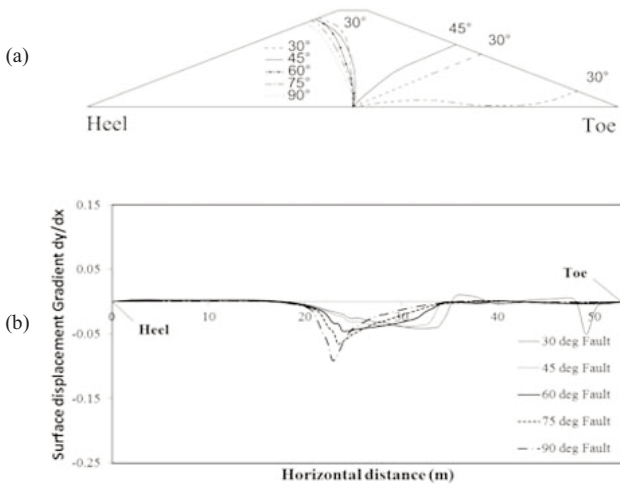 (a)
30°
45°
30°
30°
30°
45°
60°
75°
90°
Heel
Toe
(b)
Surface displacement Gradient dy/dx
0.15
0.05
-0.05
-0.15
-0.25
0
10
20
30
40
50
Heel
Toe
30 deg Fault
45 deg Fault
60 deg Fault
75 deg Fault
90 deg Fault
Horizontal distance (m)